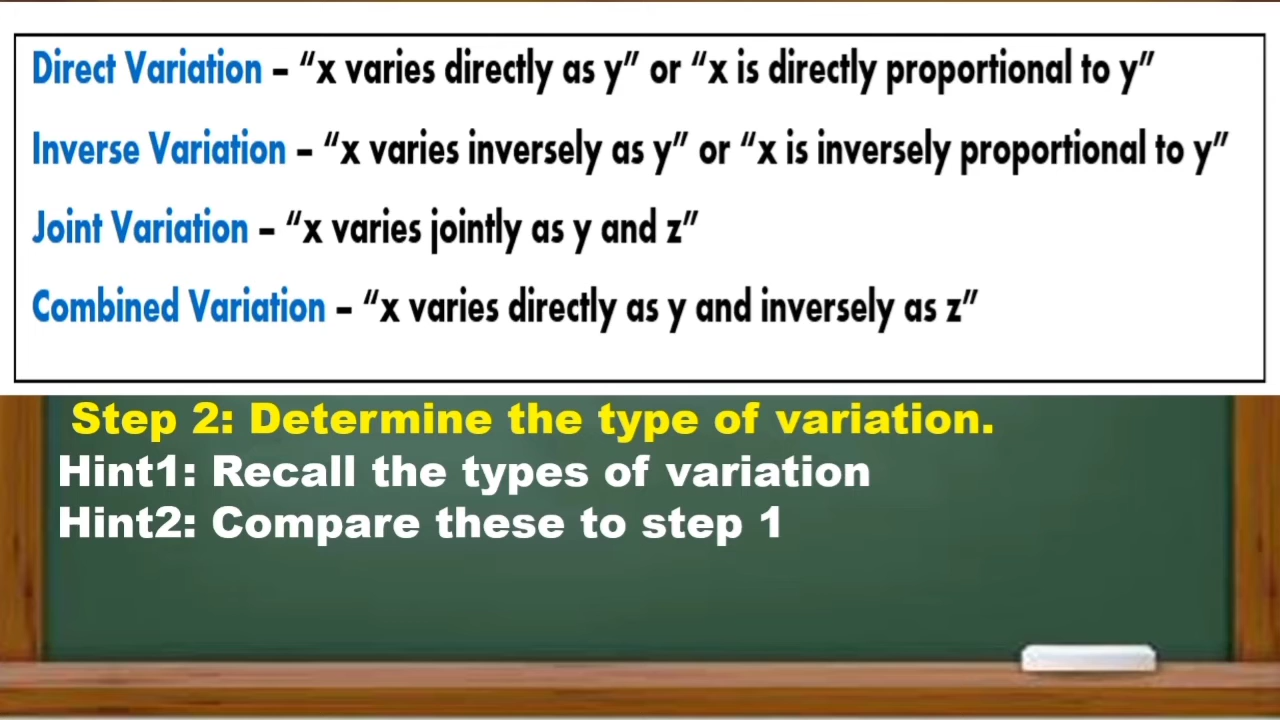 Direct Variation – “x varies directly as y” or “x is directly proportional to y”
Inverse Variation – “x varies inversely as y” or “x is inversely proportional to y”
Joint Variation – “x varies jointly as y and z”
Combined Variation – “x varies directly as y and inversely as z”
Step 2: Determine the type of variation.
Hint1: Recall the types of variation
Hint2: Compare these to step 1